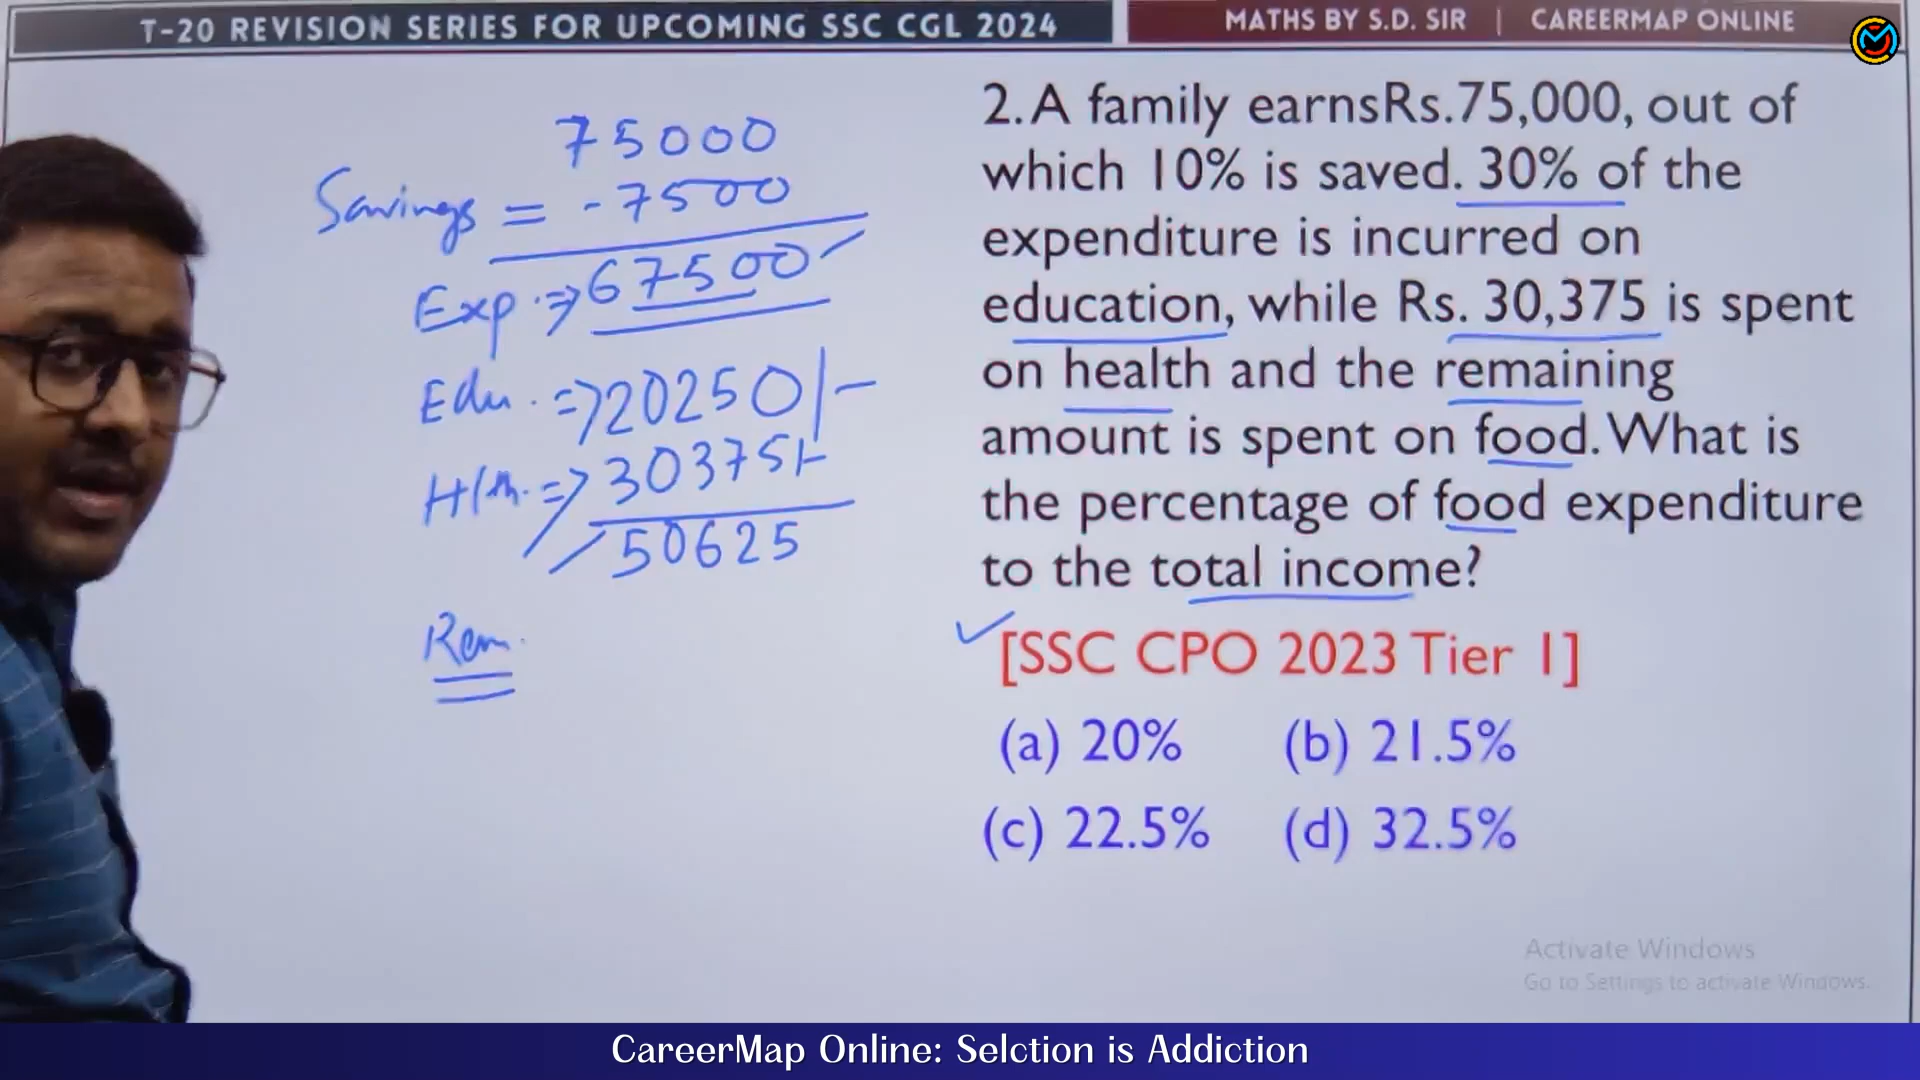 T-20 REVISION SERIES FOR UPCOMING SSC CGL 2024
MATHS BY S.D. SIR | CAREERMAP ONLINE
75000
Savings = -7500
Exp. => 67500
Edu. => 20250/-
Hlth. => 30375/-
50625
Rem.
2. A family earnsRs.75,000, out of
which 10% is saved. 30% of the
expenditure is incurred on
education, while Rs. 30,375 is spent
on health and the remaining
amount is spent on food. What is
the percentage of food expenditure
to the total income?
[SSC CPO 2023 Tier 1]
(a) 20% (b) 21.5%
(c) 22.5% (d) 32.5%
Activate Windows
Go to Settings to activate Windows.
CareerMap Online: Selction is Addiction